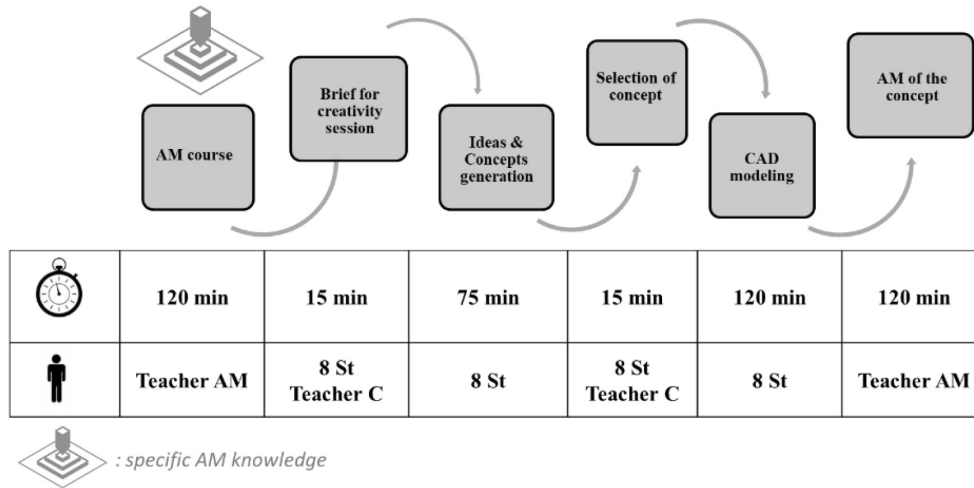 AM course
Brief for
creativity
session
Ideas &
Concepts
generation
Selection of
concept
CAD
modeling
AM of the
concept
120 min
15 min
75 min
15 min
120 min
120 min
Teacher AM
8 St
Teacher C
8 St
8 St
Teacher C
8 St
Teacher AM
: specific AM knowledge